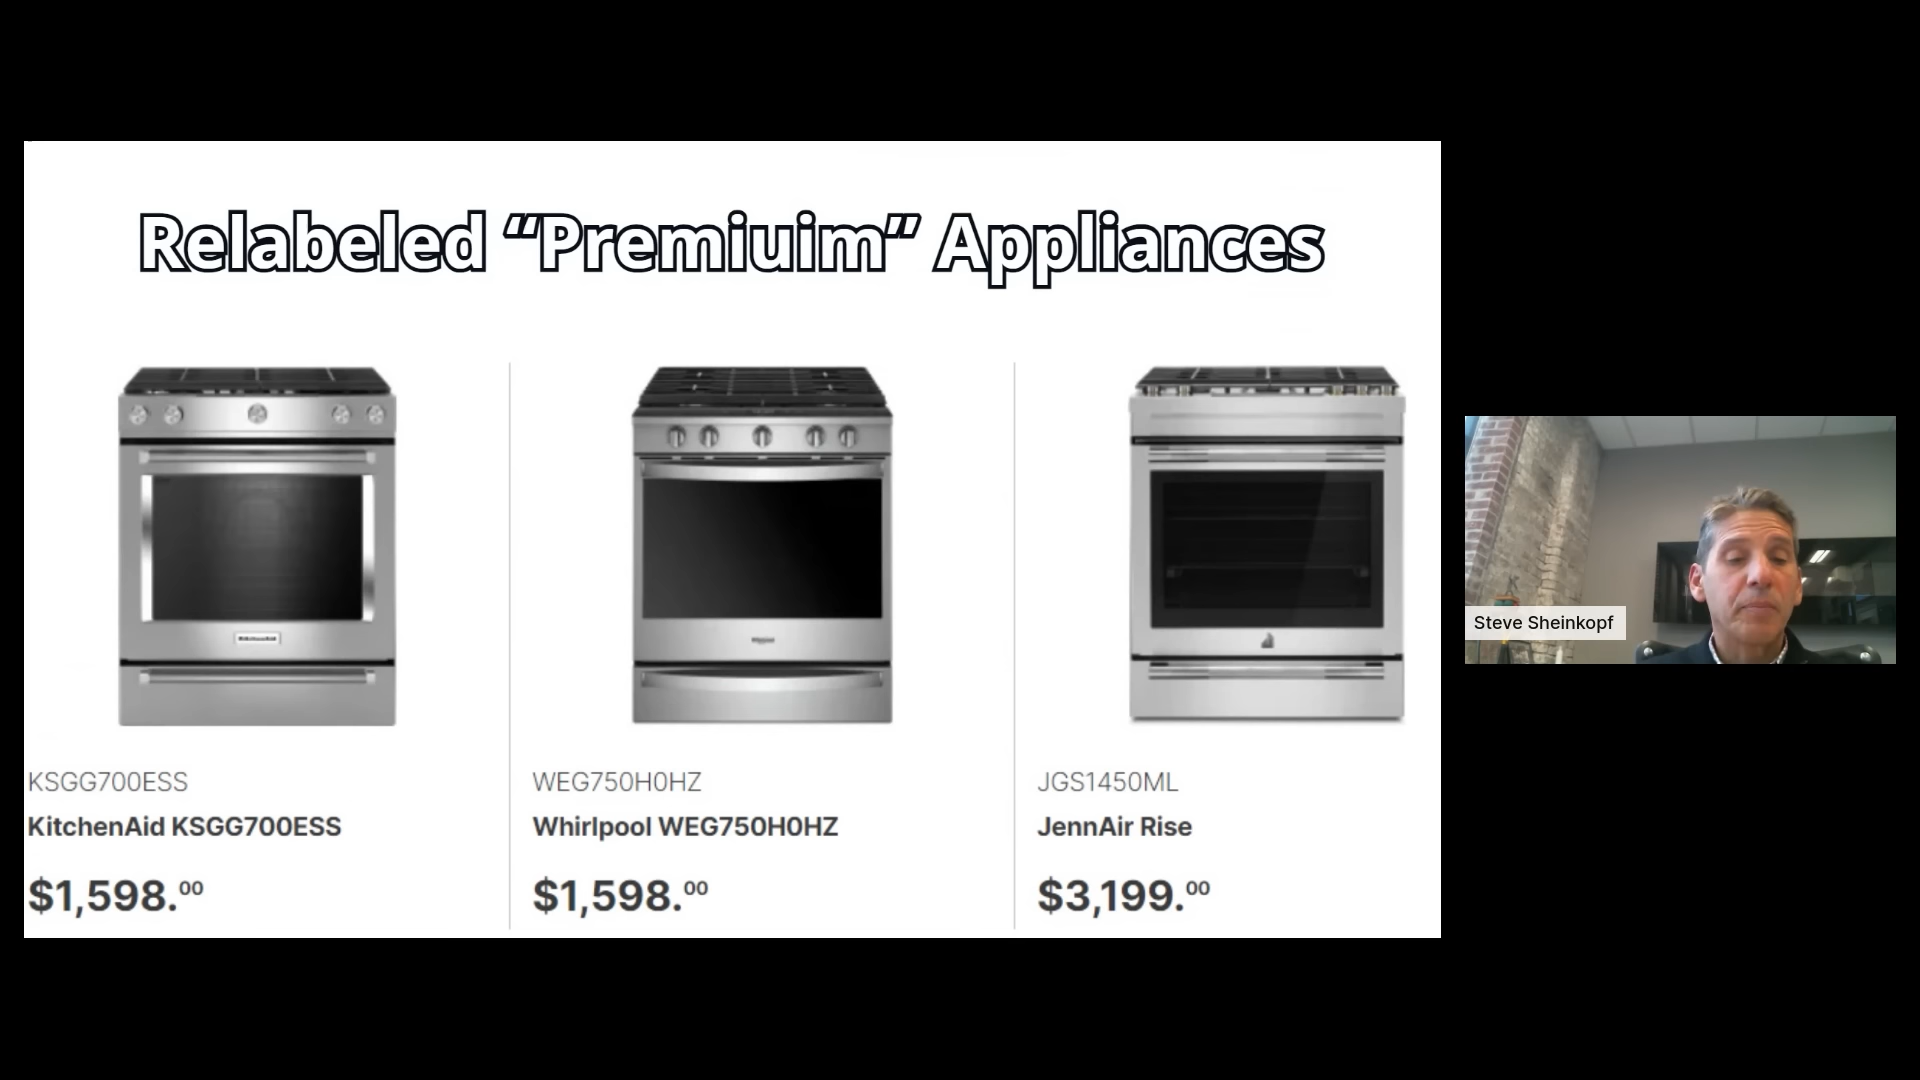 Relabeled “Premiuim” Appliances
KitchenAid
KSGG700ESS
KitchenAid KSGG700ESS
$1,598.00
WEG750H0HZ
Whirlpool WEG750H0HZ
$1,598.00
JGS1450ML
JennAir Rise
$3,199.00
Steve Sheinkopf